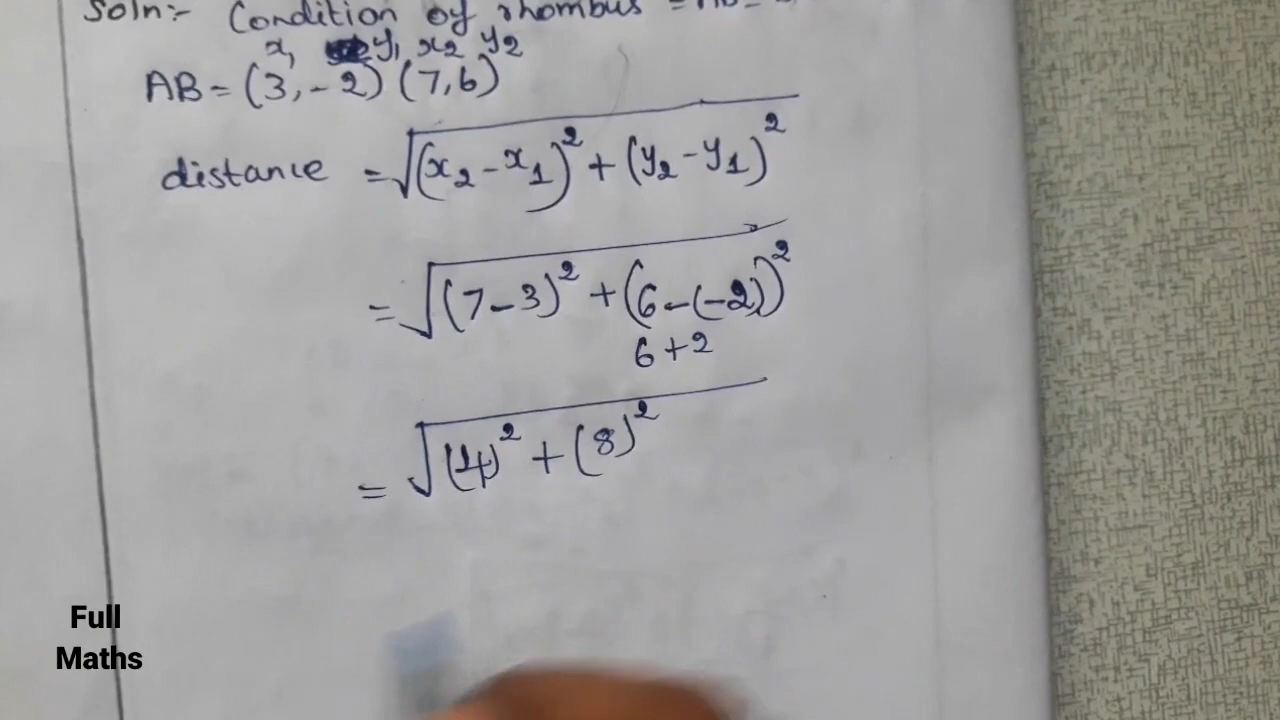 Soln:- Condition of rhombus =
x₁ y₁ x₂ y₂
AB = (3, -2) (7, 6)
distance = √((x₂ - x₁)² + (y₂ - y₁)²)
= √((7 - 3)² + (6 - (-2))²)
6 + 2
= √((4)² + (8)²)
Full
Maths